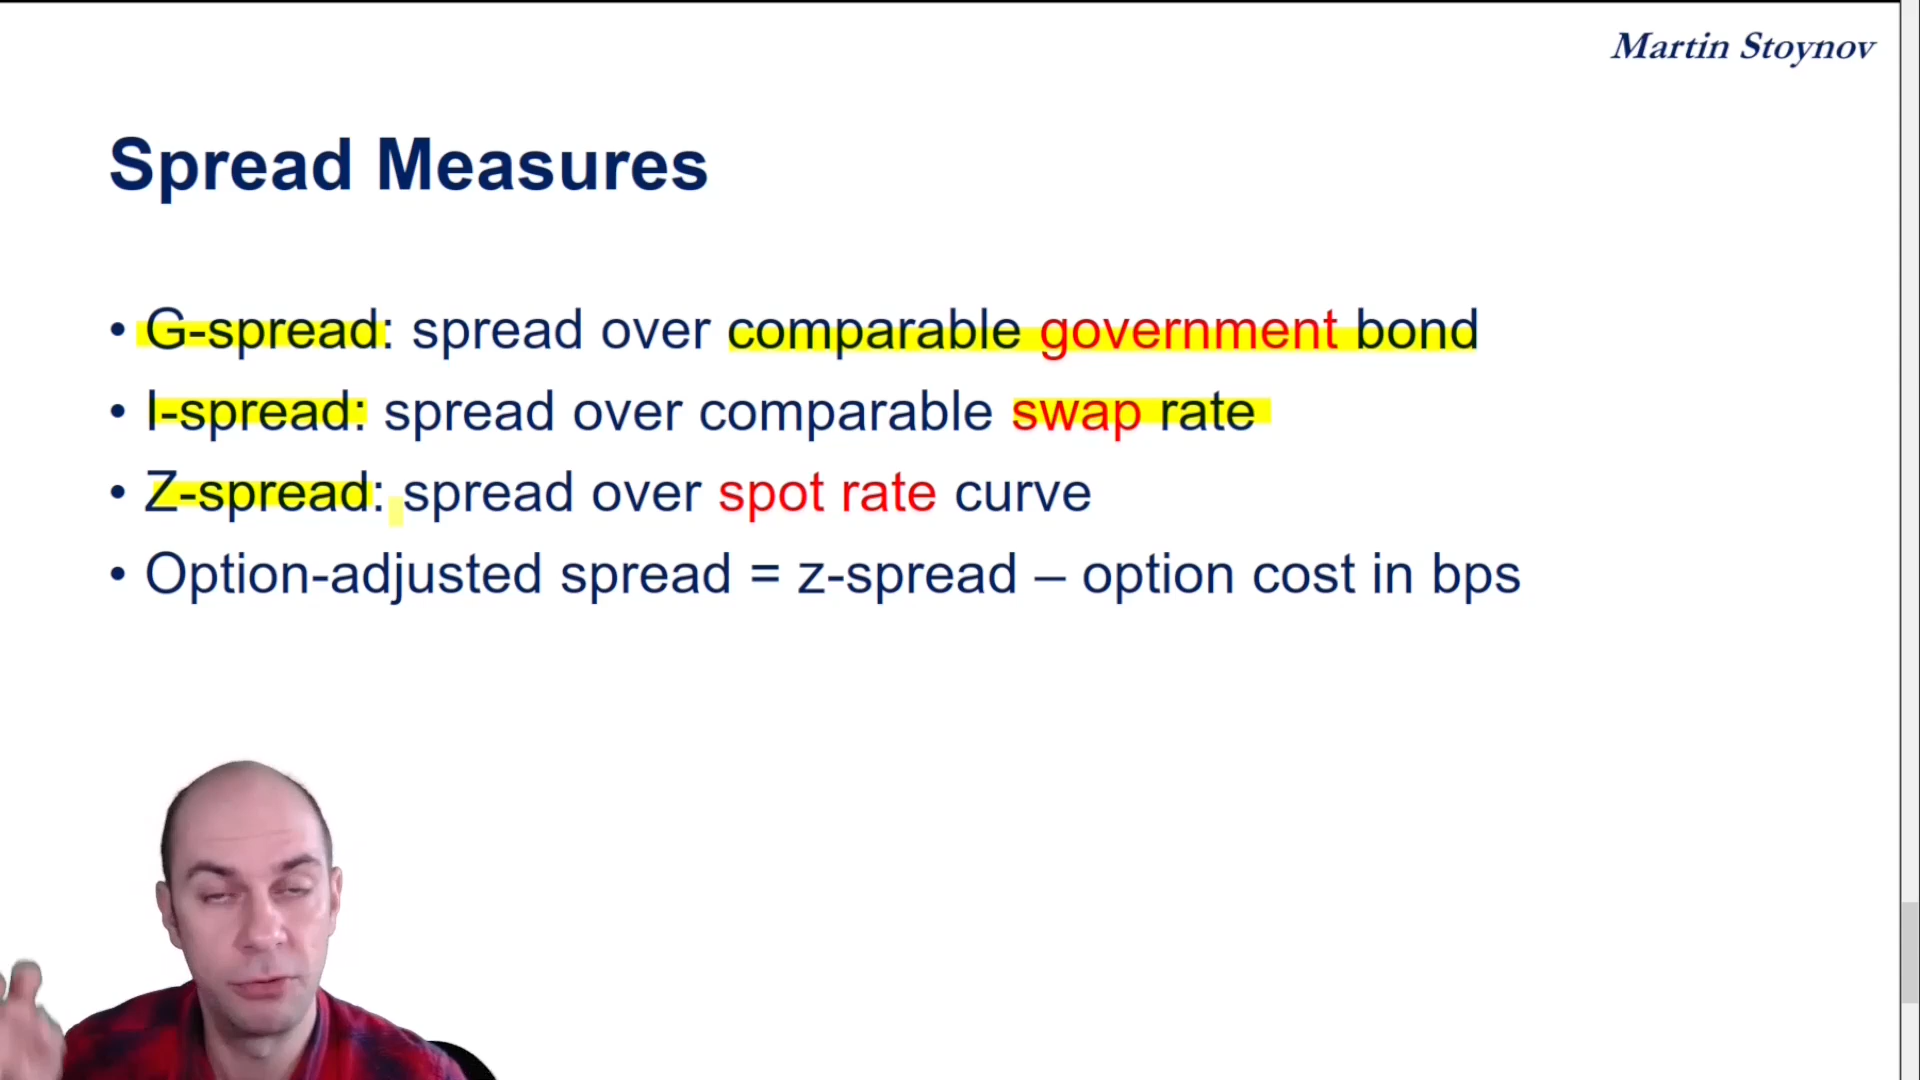 Martin Stoynov
Spread Measures
• G-spread: spread over comparable government bond
• I-spread: spread over comparable swap rate
• Z-spread: spread over spot rate curve
• Option-adjusted spread = z-spread – option cost in bps